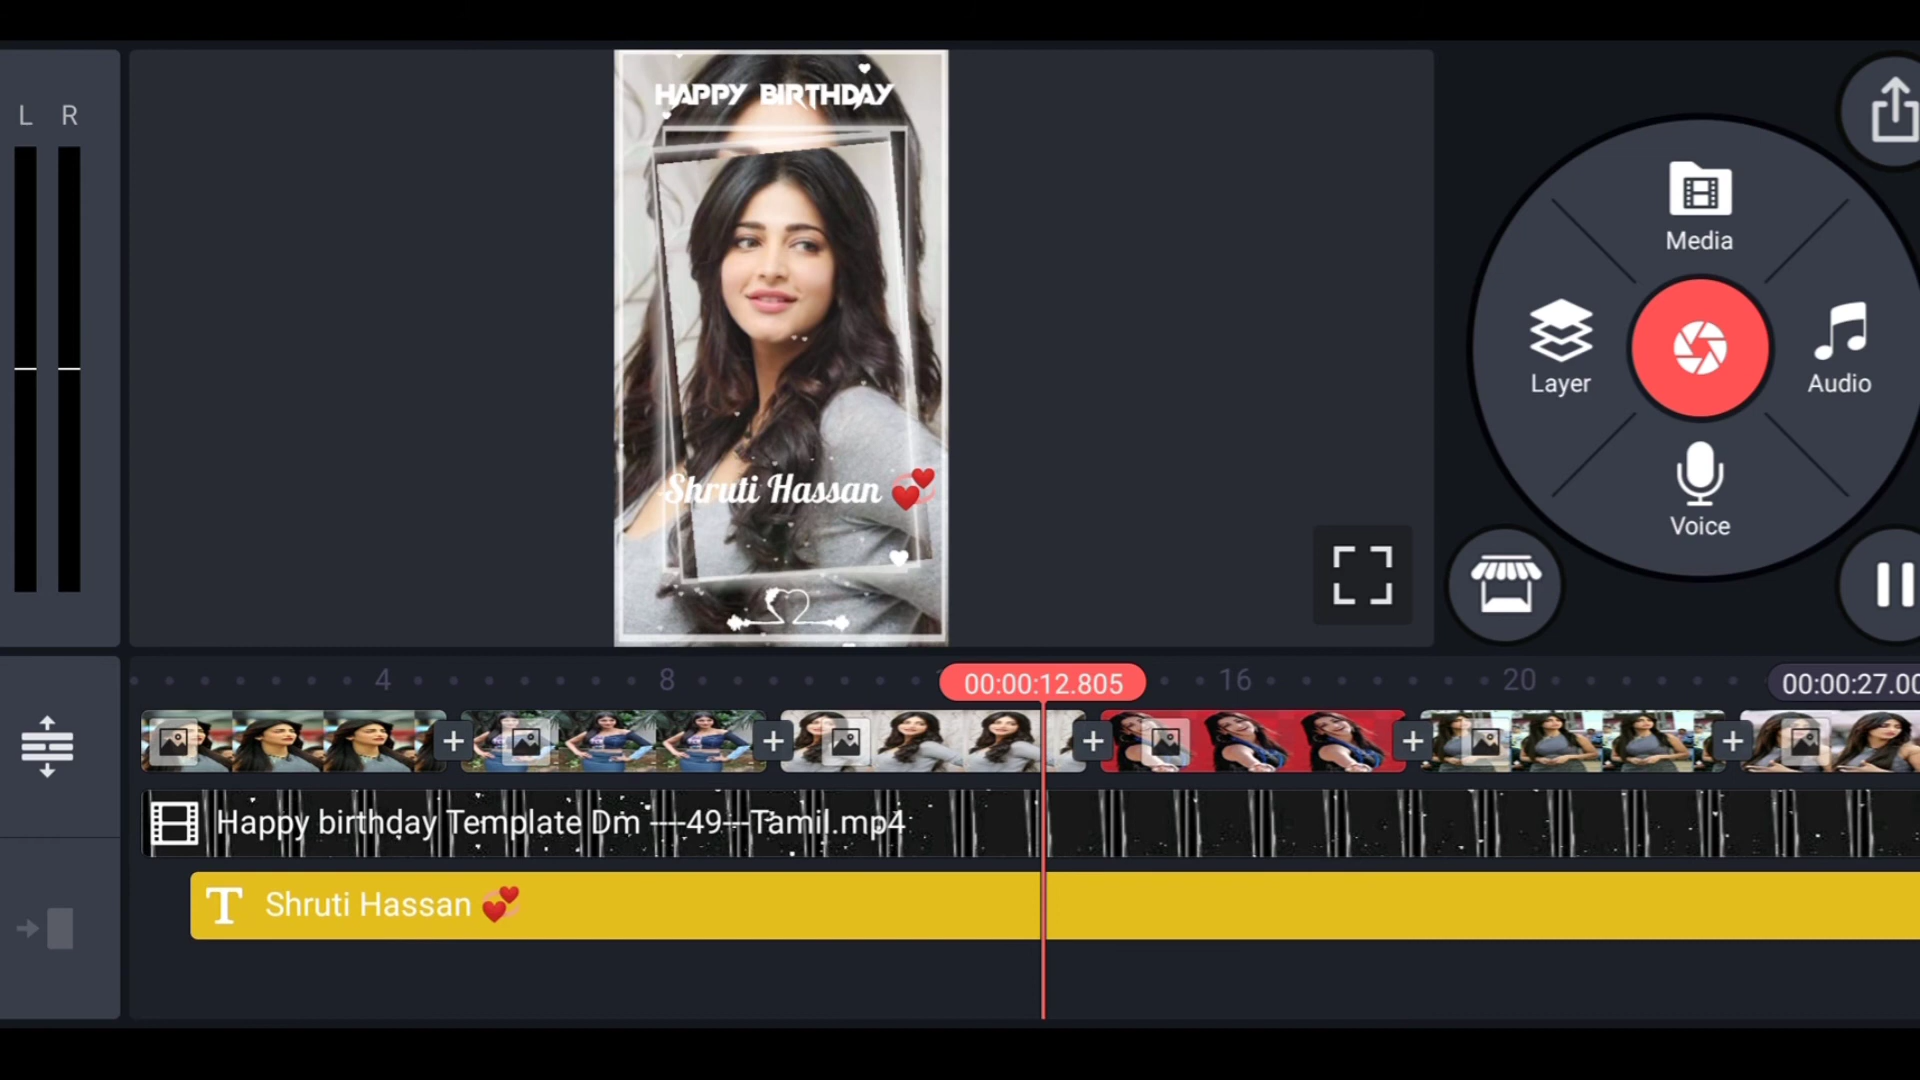 L R
HAPPY BIRTHDAY
Shruti Hassan 💞
Media
Layer
Audio
Voice
4
8
00:00:12.805
16
20
00:00:27.00
Happy birthday Template Dm ----49---Tamil.mp4
T Shruti Hassan 💞